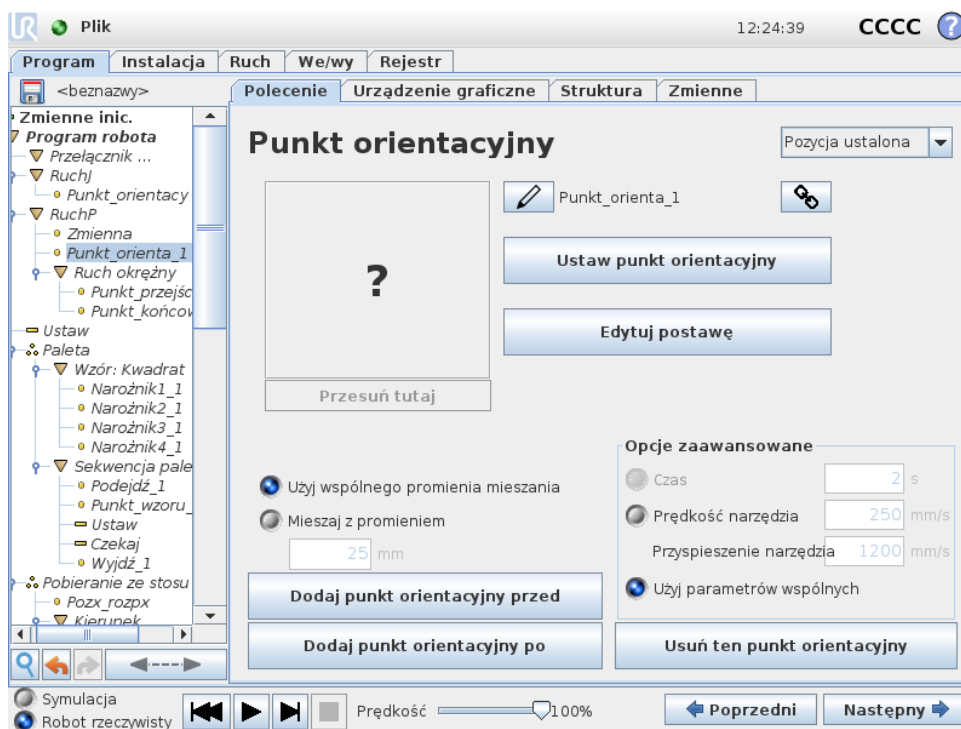 UR Plik 12:24:39 CCCC ?
Program Instalacja Ruch We/wy Rejestr
<beznazwy>
Polecenie Urządzenie graficzne Struktura Zmienne
Zmienne inic.
Program robota
Przełącznik ...
RuchJ
Punkt_orientacy
RuchP
Zmienna
Punkt_orienta_1
Ruch okrężny
Punkt_przejśc
Punkt_końcow
Ustaw
Paleta
Wzór: Kwadrat
Narożnik1_1
Narożnik2_1
Narożnik3_1
Narożnik4_1
Sekwencja pale
Podejdź_1
Punkt_wzoru_
Ustaw
Czekaj
Wyjdź_1
Pobieranie ze stosu
Pozx_rozpx
Kierunek
Punkt orientacyjny
Pozycja ustalona
?
Punkt_orienta_1
Ustaw punkt orientacyjny
Edytuj postawę
Przesuń tutaj
Użyj wspólnego promienia mieszania
Mieszaj z promieniem
25 mm
Opcje zaawansowane
Czas 2 s
Prędkość narzędzia 250 mm/s
Przyspieszenie narzędzia 1200 mm/s
Użyj parametrów wspólnych
Dodaj punkt orientacyjny przed
Dodaj punkt orientacyjny po
Usuń ten punkt orientacyjny
Symulacja
Robot rzeczywisty
Prędkość 100%
Poprzedni
Następny